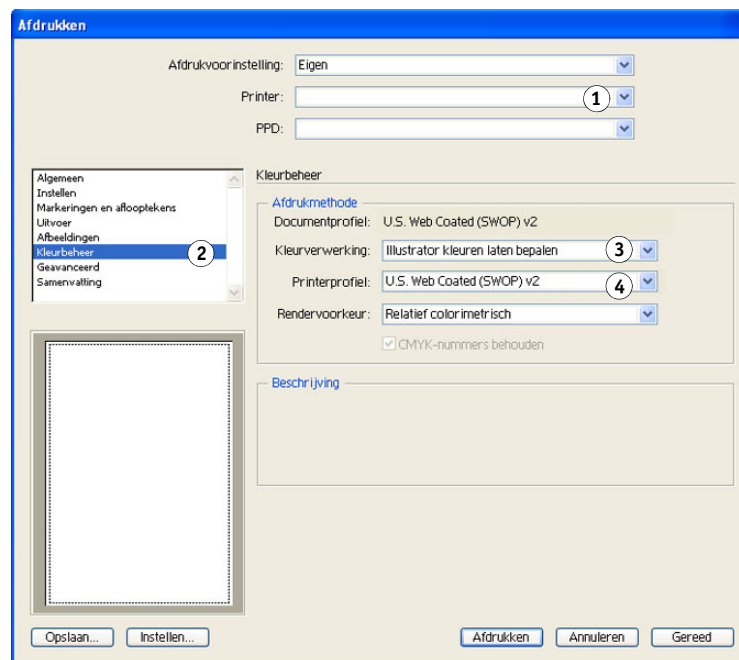 Afdrukken
Afdrukvoorinstelling: Eigen
Printer: 1
PPD:
Algemeen
Instellen
Markeringen en aflooptekens
Uitvoer
Afbeeldingen
Kleurbeheer 2
Geavanceerd
Samenvatting
Kleurbeheer
Afdrukmethode
Documentprofiel: U.S. Web Coated (SWOP) v2
Kleurverwerking: Illustrator kleuren laten bepalen 3
Printerprofiel: U.S. Web Coated (SWOP) v2 4
Rendervoorkeur: Relatief colorimetrisch
CMYK-nummers behouden
Beschrijving
Opslaan... Instellen... Afdrukken Annuleren Gereed